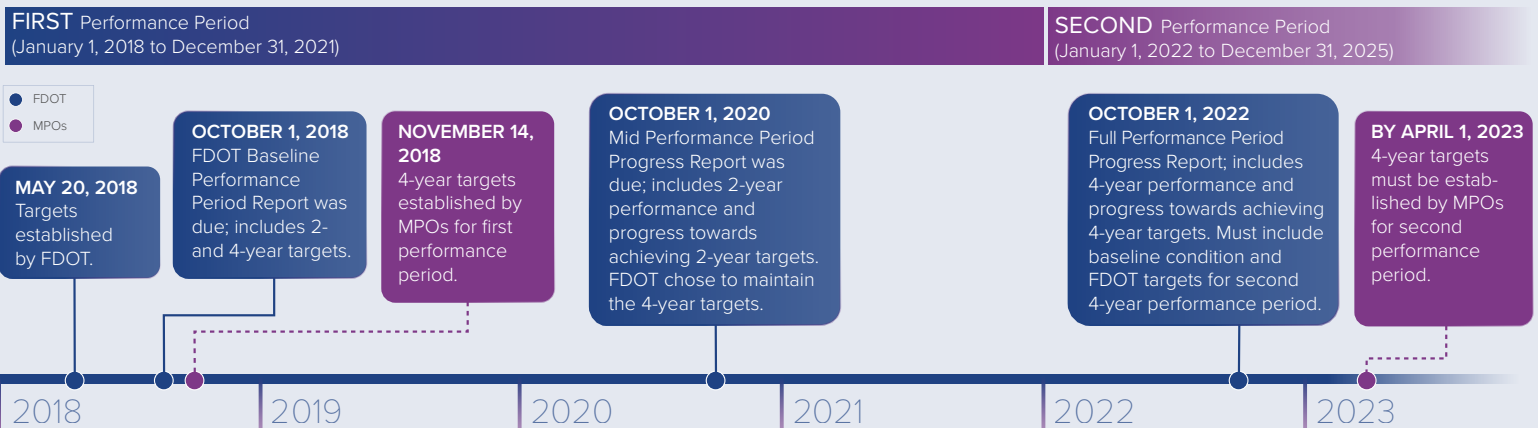 FIRST Performance Period
(January 1, 2018 to December 31, 2021)
SECOND Performance Period
(January 1, 2022 to December 31, 2025)
FDOT
MPOs
MAY 20, 2018
Targets
established
by FDOT.
OCTOBER 1, 2018
FDOT Baseline
Performance
Period Report was
due; includes 2-
and 4-year targets.
NOVEMBER 14,
2018
4-year targets
established by
MPOs for first
performance
period.
OCTOBER 1, 2020
Mid Performance Period
Progress Report was
due; includes 2-year
performance and
progress towards
achieving 2-year targets.
FDOT chose to maintain
the 4-year targets.
OCTOBER 1, 2022
Full Performance Period
Progress Report; includes
4-year performance and
progress towards achieving
4-year targets. Must include
baseline condition and
FDOT targets for second
4-year performance period.
BY APRIL 1, 2023
4-year targets
must be estab-
lished by MPOs
for second
performance
period.
2018
2019
2020
2021
2022
2023